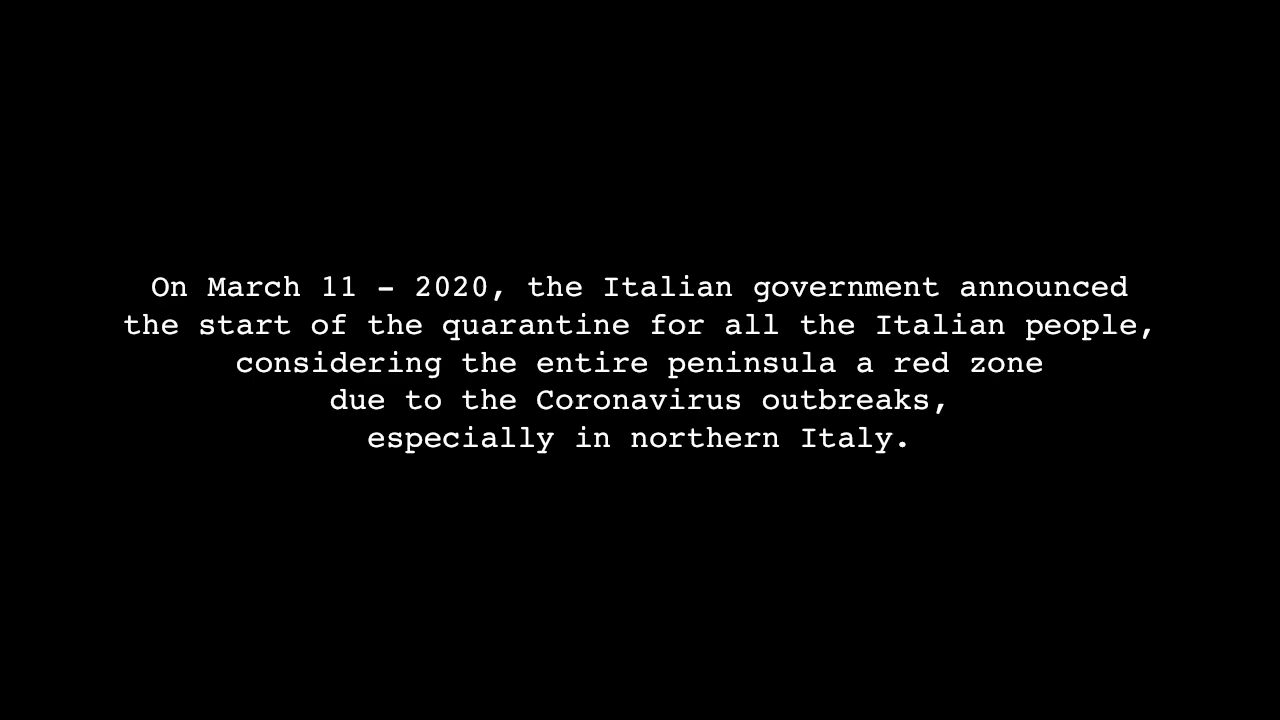 On March 11 - 2020, the Italian government announced
the start of the quarantine for all the Italian people,
considering the entire peninsula a red zone
due to the Coronavirus outbreaks,
especially in northern Italy.